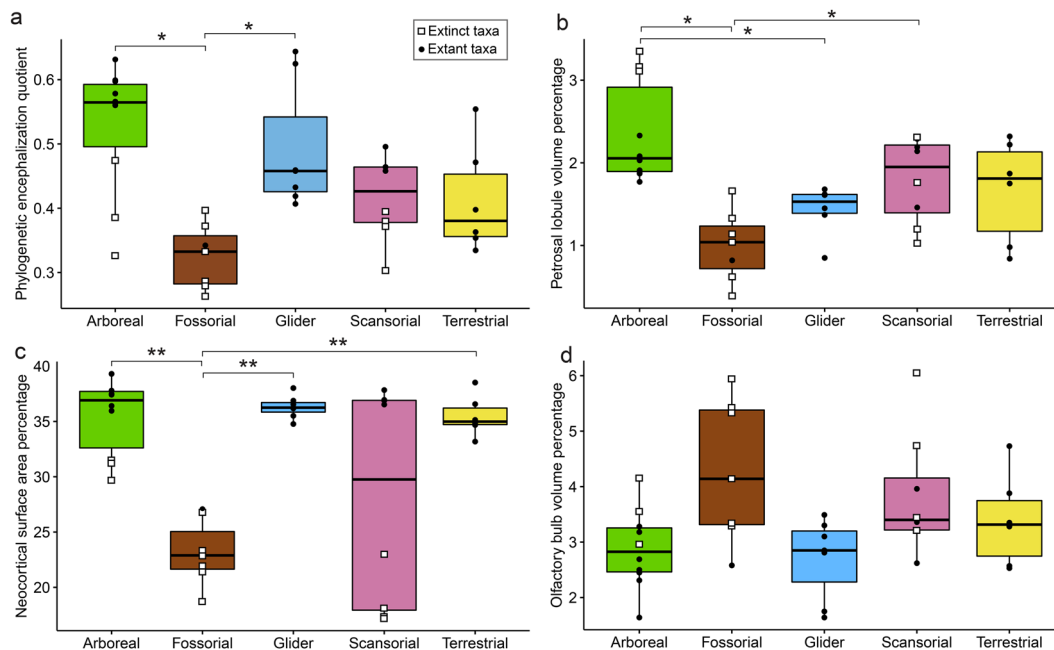 a
Phylogenetic encephalization quotient
0.6
0.5
0.4
0.3
*
*
Extinct taxa
Extant taxa
Arboreal Fossorial Glider Scansorial Terrestrial
b
Petrosal lobule volume percentage
3
2
1
*
*
*
Arboreal Fossorial Glider Scansorial Terrestrial
c
Neocortical surface area percentage
40
35
30
25
20
**
**
**
Arboreal Fossorial Glider Scansorial Terrestrial
d
Olfactory bulb volume percentage
6
5
4
3
2
Arboreal Fossorial Glider Scansorial Terrestrial